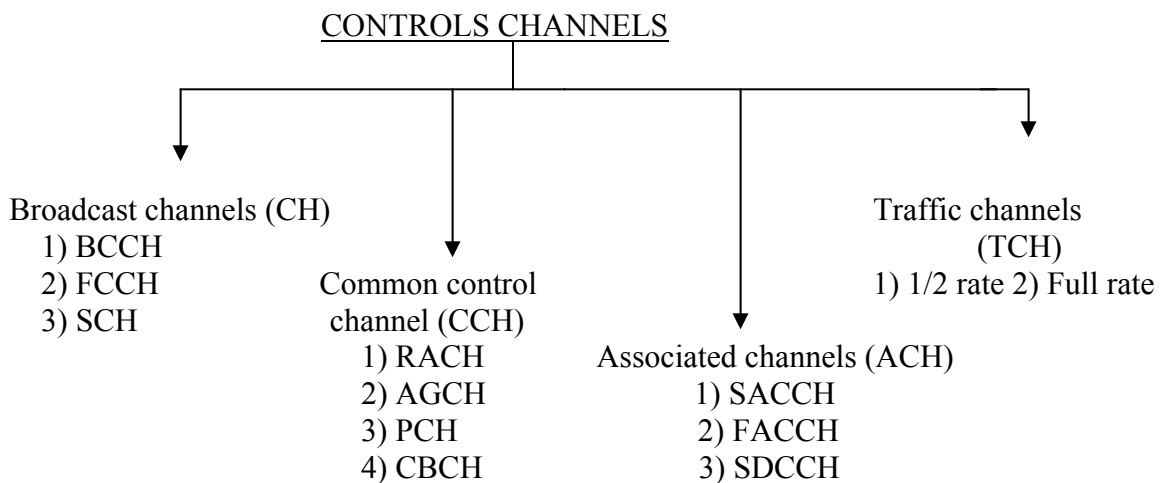 CONTROLS CHANNELS
Broadcast channels (CH)
1) BCCH
2) FCCH
3) SCH
Common control
channel (CCH)
1) RACH
2) AGCH
3) PCH
4) CBCH
Associated channels (ACH)
1) SACCH
2) FACCH
3) SDCCH
Traffic channels
(TCH)
1) 1/2 rate 2) Full rate